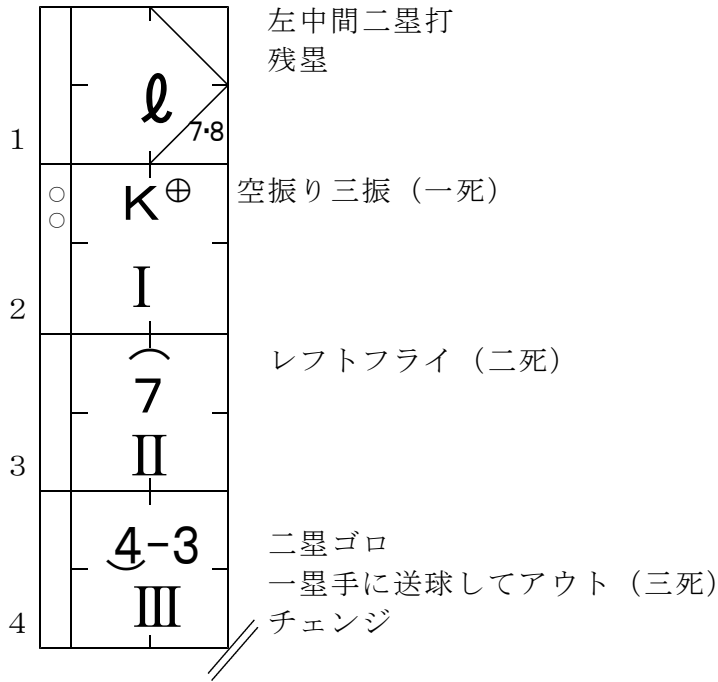 左中間二塁打
残塁
ℓ
7・8
1
○
○
K⊕
空振り三振（一死）
Ⅰ
2
レフトフライ（二死）
7
Ⅱ
3
4-3
二塁ゴロ
一塁手に送球してアウト（三死）
Ⅲ
チェンジ
4